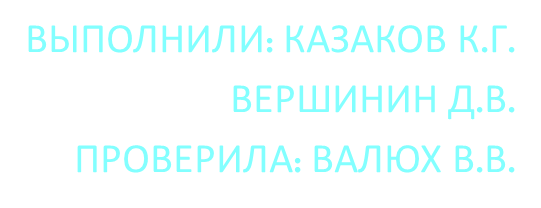 ВЫПОЛНИЛИ: КАЗАКОВ К.Г.
ВЕРШИНИН Д.В.
ПРОВЕРИЛА: ВАЛЮХ В.В.